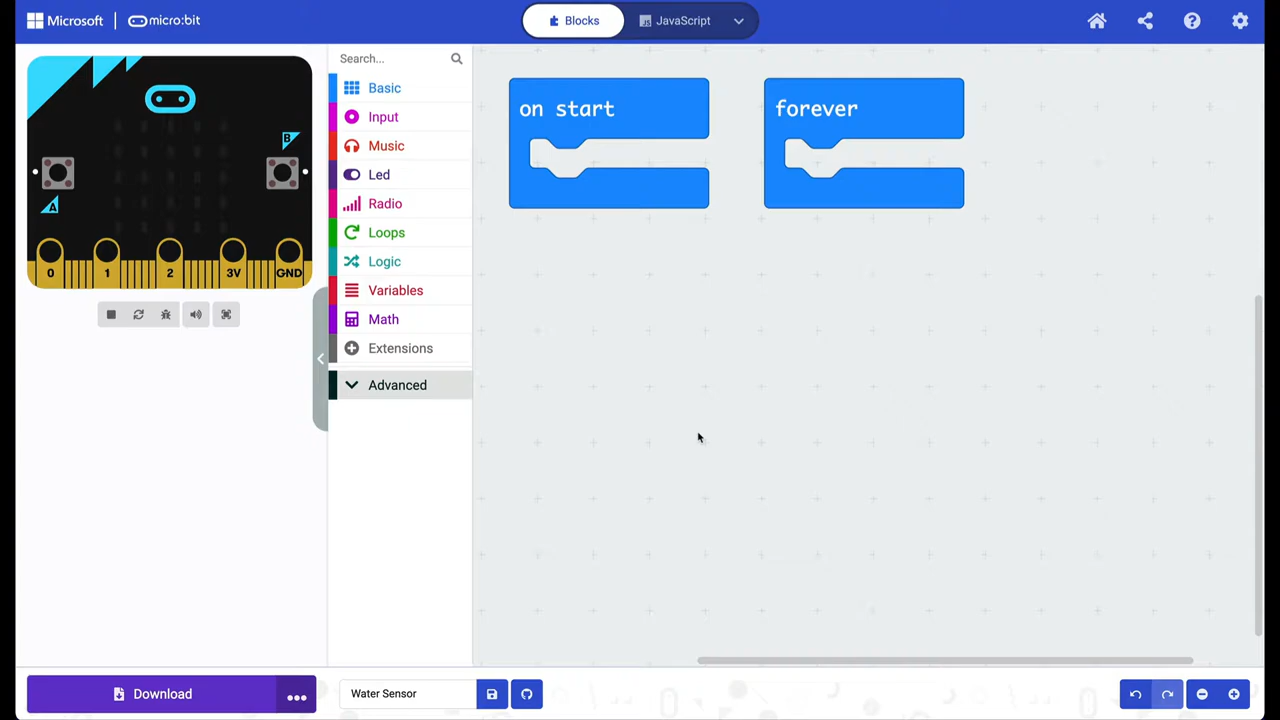 Microsoft | micro:bit
Blocks
JavaScript
Search...
Basic
Input
Music
Led
Radio
Loops
Logic
Variables
Math
Extensions
Advanced
A
B
0
1
2
3V
GND
on start
forever
Download
Water Sensor